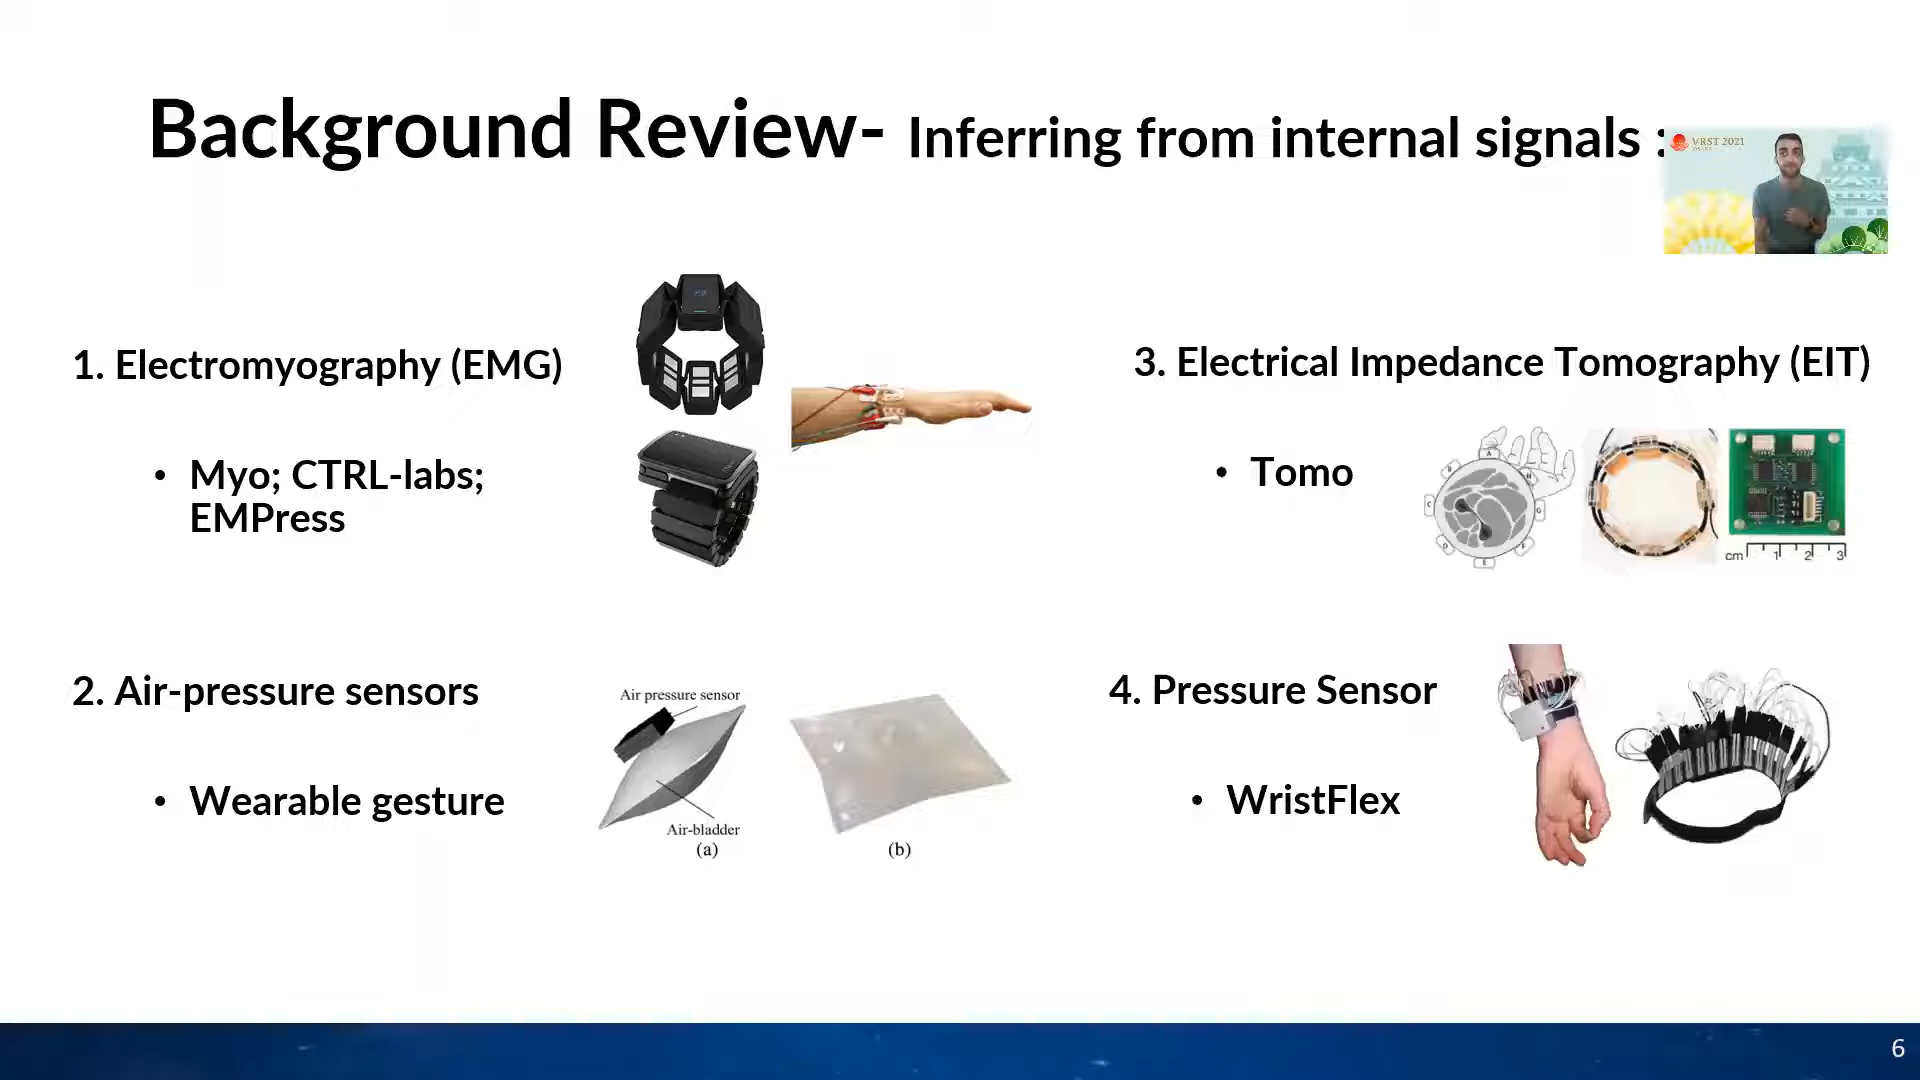 Background Review- Inferring from internal signals :
VRST 2021
1. Electromyography (EMG)
• Myo; CTRL-labs;
EMPress
2. Air-pressure sensors
• Wearable gesture
Air pressure sensor
Air-bladder
(a)
(b)
3. Electrical Impedance Tomography (EIT)
• Tomo
A
B
C
D
E
F
G
H
cm 1 2 3
4. Pressure Sensor
• WristFlex
6